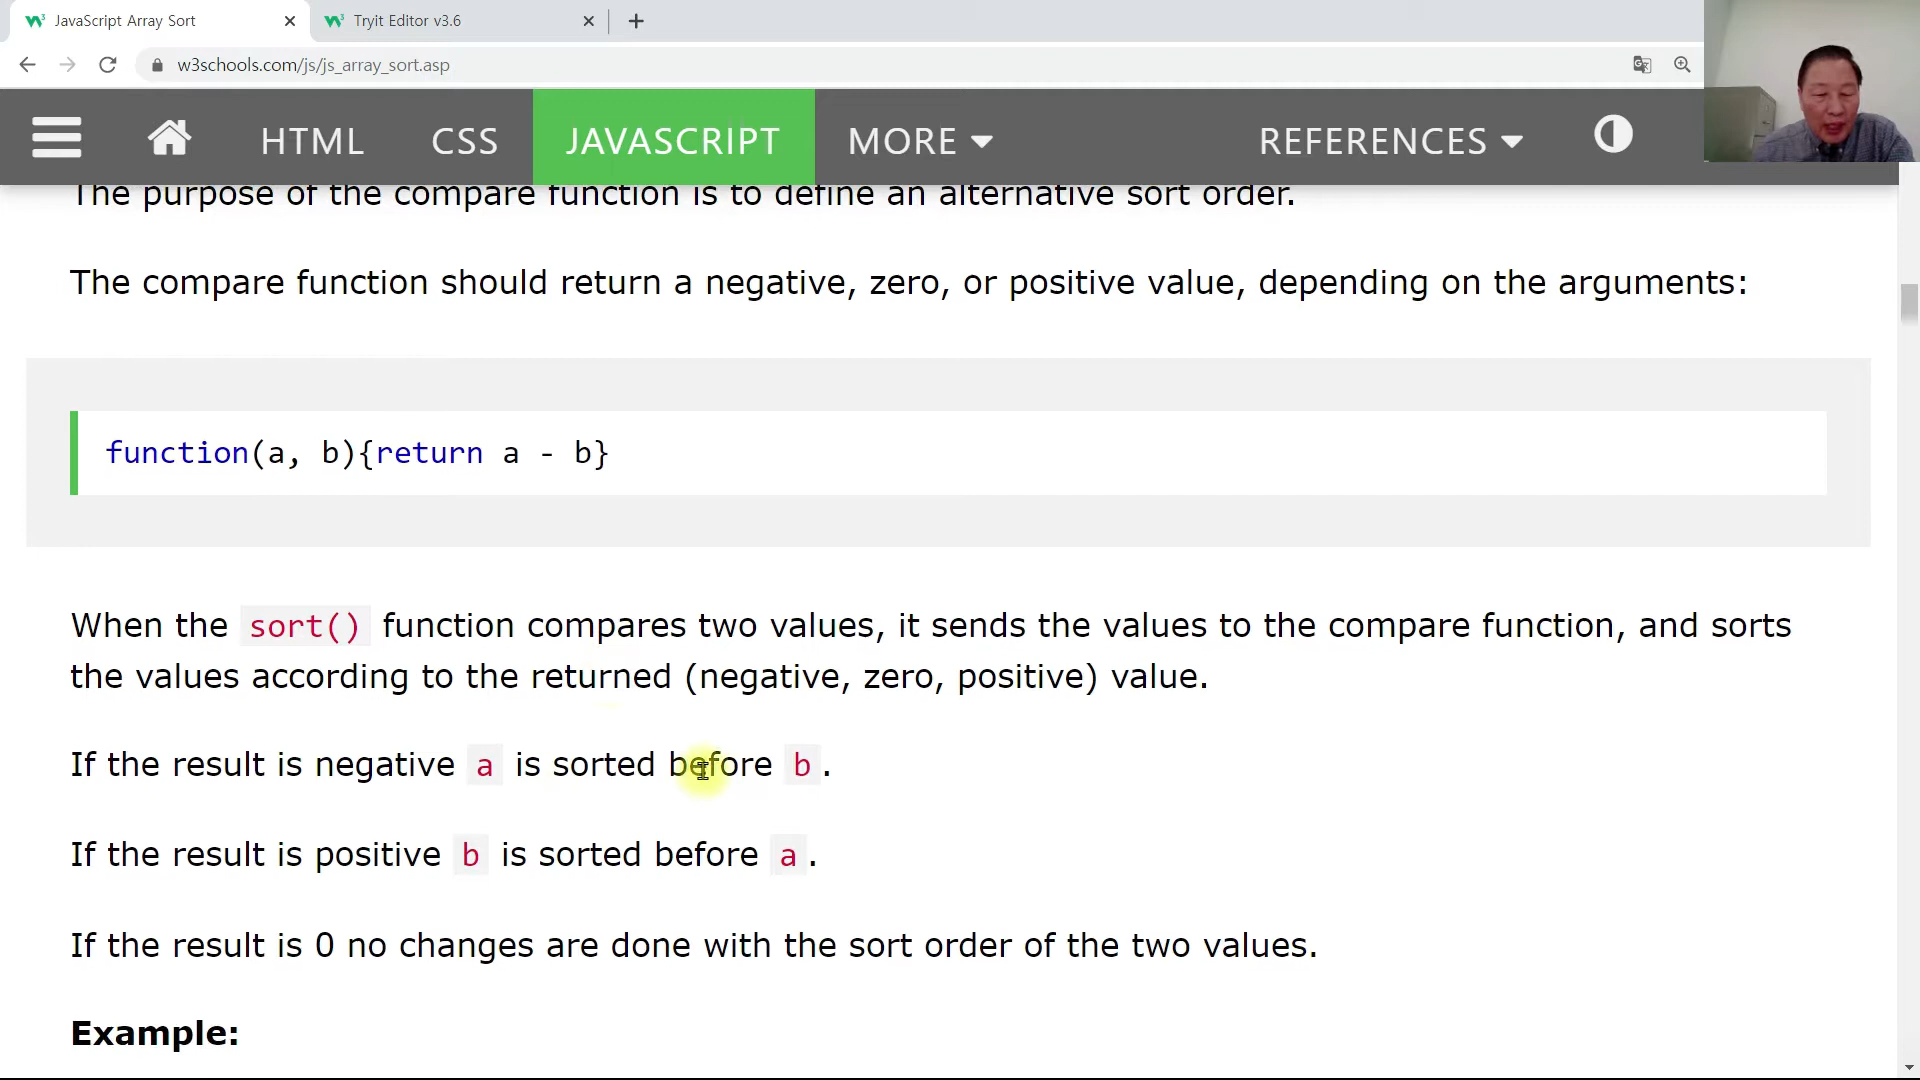 JavaScript Array Sort
Tryit Editor v3.6
w3schools.com/js/js_array_sort.asp
HTML CSS JAVASCRIPT MORE REFERENCES
The purpose of the compare function is to define an alternative sort order.
The compare function should return a negative, zero, or positive value, depending on the arguments:
function(a, b){return a - b}
When the sort() function compares two values, it sends the values to the compare function, and sorts
the values according to the returned (negative, zero, positive) value.
If the result is negative a is sorted before b.
If the result is positive b is sorted before a.
If the result is 0 no changes are done with the sort order of the two values.
Example: